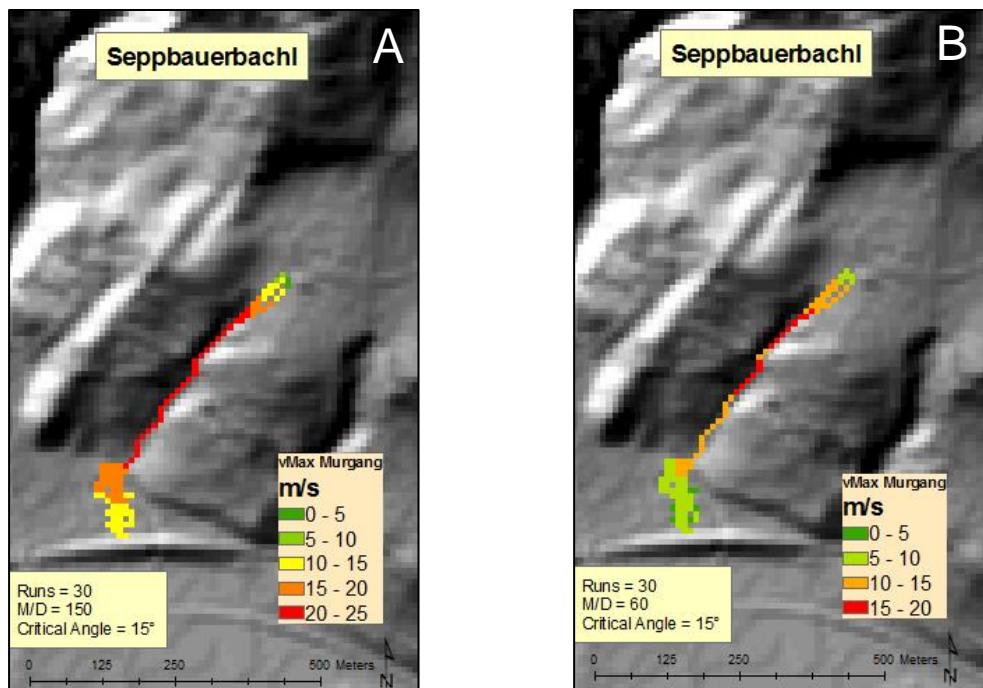 Seppbauerbachl
A
vMax Murgang
m/s
0 - 5
5 - 10
10 - 15
15 - 20
20 - 25
Runs = 30
M/D = 150
Critical Angle = 15°
0 125 250 500 Meters
N
Seppbauerbachl
B
vMax Murgang
m/s
0 - 5
5 - 10
10 - 15
15 - 20
Runs = 30
M/D = 60
Critical Angle = 15°
0 125 250 500 Meters
N